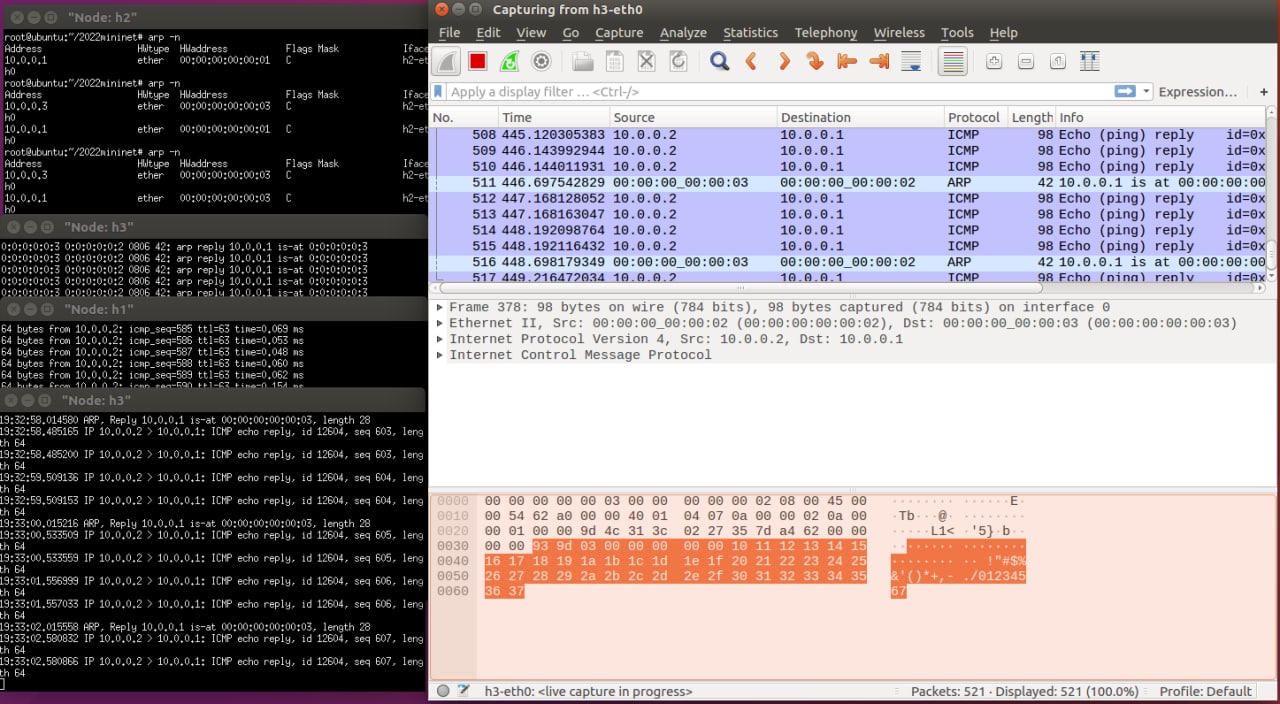 "Node: h2"
root@ubuntu:~/2022mininet# arp -n
Address HWtype HWaddress Flags Mask Iface
10.0.0.1 ether 00:00:00:00:00:01 C h2-et
h0
root@ubuntu:~/2022mininet# arp -n
Address HWtype HWaddress Flags Mask Iface
10.0.0.3 ether 00:00:00:00:00:03 C h2-et
h0
10.0.0.1 ether 00:00:00:00:00:01 C h2-et
h0
root@ubuntu:~/2022mininet# arp -n
Address HWtype HWaddress Flags Mask Iface
10.0.0.3 ether 00:00:00:00:00:03 C h2-et
h0
10.0.0.1 ether 00:00:00:00:00:03 C h2-et
h0
"Node: h3"
0:0:0:0:0:3 0:0:0:0:0:2 0806 42: arp reply 10.0.0.1 is-at 0:0:0:0:0:3
0:0:0:0:0:3 0:0:0:0:0:2 0806 42: arp reply 10.0.0.1 is-at 0:0:0:0:0:3
0:0:0:0:0:3 0:0:0:0:0:2 0806 42: arp reply 10.0.0.1 is-at 0:0:0:0:0:3
0:0:0:0:0:3 0:0:0:0:0:2 0806 42: arp reply 10.0.0.1 is-at 0:0:0:0:0:3
0:0:0:0:0:3 0:0:0:0:0:2 0806 42: arp reply 10.0.0.1 is-at 0:0:0:0:0:3
"Node: h1"
64 bytes from 10.0.0.2: icmp_seq=585 ttl=63 time=0.069 ms
64 bytes from 10.0.0.2: icmp_seq=586 ttl=63 time=0.053 ms
64 bytes from 10.0.0.2: icmp_seq=587 ttl=63 time=0.048 ms
64 bytes from 10.0.0.2: icmp_seq=588 ttl=63 time=0.060 ms
64 bytes from 10.0.0.2: icmp_seq=589 ttl=63 time=0.062 ms
64 bytes from 10.0.0.2: icmp_seq=590 ttl=63 time=0.154 ms
"Node: h3"
19:32:58.014580 ARP, Reply 10.0.0.1 is-at 00:00:00:00:00:03, length 28
19:32:58.485165 IP 10.0.0.2 > 10.0.0.1: ICMP echo reply, id 12604, seq 603, leng
th 64
19:32:58.485200 IP 10.0.0.2 > 10.0.0.1: ICMP echo reply, id 12604, seq 603, leng
th 64
19:32:59.509136 IP 10.0.0.2 > 10.0.0.1: ICMP echo reply, id 12604, seq 604, leng
th 64
19:32:59.509153 IP 10.0.0.2 > 10.0.0.1: ICMP echo reply, id 12604, seq 604, leng
th 64
19:33:00.015216 ARP, Reply 10.0.0.1 is-at 00:00:00:00:00:03, length 28
19:33:00.533509 IP 10.0.0.2 > 10.0.0.1: ICMP echo reply, id 12604, seq 605, leng
th 64
19:33:00.533559 IP 10.0.0.2 > 10.0.0.1: ICMP echo reply, id 12604, seq 605, leng
th 64
19:33:01.556999 IP 10.0.0.2 > 10.0.0.1: ICMP echo reply, id 12604, seq 606, leng
th 64
19:33:01.557033 IP 10.0.0.2 > 10.0.0.1: ICMP echo reply, id 12604, seq 606, leng
th 64
19:33:02.015558 ARP, Reply 10.0.0.1 is-at 00:00:00:00:00:03, length 28
19:33:02.580832 IP 10.0.0.2 > 10.0.0.1: ICMP echo reply, id 12604, seq 607, leng
th 64
19:33:02.580866 IP 10.0.0.2 > 10.0.0.1: ICMP echo reply, id 12604, seq 607, leng
th 64
Capturing from h3-eth0
File Edit View Go Capture Analyze Statistics Telephony Wireless Tools Help
Apply a display filter ... <Ctrl-/> Expression... +
No. Time Source Destination Protocol Length Info
508 445.120305383 10.0.0.2 10.0.0.1 ICMP 98 Echo (ping) reply id=0x
509 446.143992944 10.0.0.2 10.0.0.1 ICMP 98 Echo (ping) reply id=0x
510 446.144011931 10.0.0.2 10.0.0.1 ICMP 98 Echo (ping) reply id=0x
511 446.697542829 00:00:00_00:00:03 00:00:00_00:00:02 ARP 42 10.0.0.1 is at 00:00:00:00
512 447.168128052 10.0.0.2 10.0.0.1 ICMP 98 Echo (ping) reply id=0x
513 447.168163047 10.0.0.2 10.0.0.1 ICMP 98 Echo (ping) reply id=0x
514 448.192098764 10.0.0.2 10.0.0.1 ICMP 98 Echo (ping) reply id=0x
515 448.192116432 10.0.0.2 10.0.0.1 ICMP 98 Echo (ping) reply id=0x
516 448.698179349 00:00:00_00:00:03 00:00:00_00:00:02 ARP 42 10.0.0.1 is at 00:00:00:00
517 449.216472034 10.0.0.2 10.0.0.1 ICMP 98 Echo (ping) reply id=0x
Frame 378: 98 bytes on wire (784 bits), 98 bytes captured (784 bits) on interface 0
Ethernet II, Src: 00:00:00_00:00:02 (00:00:00:00:00:02), Dst: 00:00:00_00:00:03 (00:00:00:00:00:03)
Internet Protocol Version 4, Src: 10.0.0.2, Dst: 10.0.0.1
Internet Control Message Protocol
0000 00 00 00 00 00 03 00 00 00 00 00 02 08 00 45 00 ········ ······E·
0010 00 54 62 a0 00 00 40 01 04 07 0a 00 00 02 0a 00 ·Tb···@· ········
0020 00 01 00 00 9d 4c 31 3c 02 27 35 7d a4 62 00 00 ·····L1< ·'5}·b··
0030 00 00 93 9d 03 00 00 00 00 00 10 11 12 13 14 15 ········ ········
0040 16 17 18 19 1a 1b 1c 1d 1e 1f 20 21 22 23 24 25 ········ ·· !"#$%
0050 26 27 28 29 2a 2b 2c 2d 2e 2f 30 31 32 33 34 35 &'()*+,- ./012345
0060 36 37 67
h3-eth0: <live capture in progress> Packets: 521 · Displayed: 521 (100.0%) Profile: Default